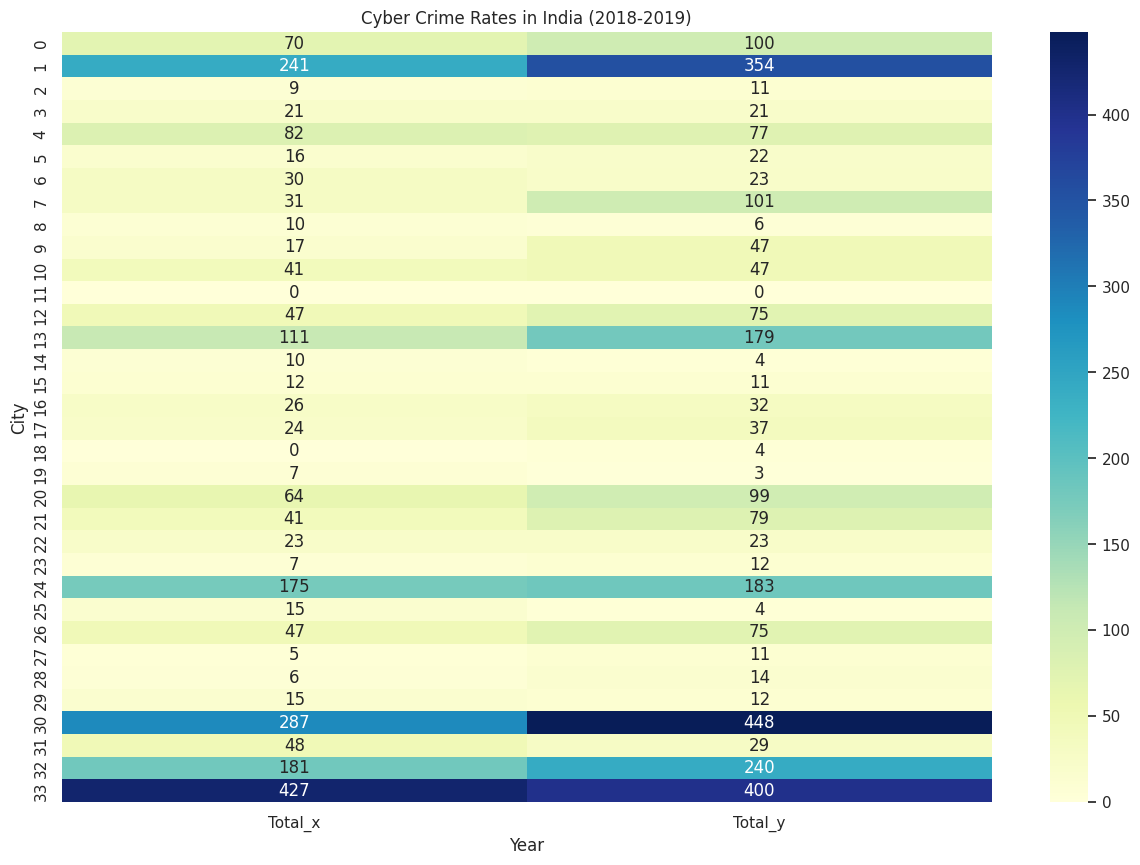 Cyber Crime Rates in India (2018-2019)
City
0 70 100
1 241 354
2 9 11
3 21 21
4 82 77
5 16 22
6 30 23
7 31 101
8 10 6
9 17 47
10 41 47
11 0 0
12 47 75
13 111 179
14 10 4
15 12 11
16 26 32
17 24 37
18 0 4
19 7 3
20 64 99
21 41 79
22 23 23
23 7 12
24 175 183
25 15 4
26 47 75
27 5 11
28 6 14
29 15 12
30 287 448
31 48 29
32 181 240
33 427 400
Total_x Total_y
Year
400
350
300
250
200
150
100
50
0